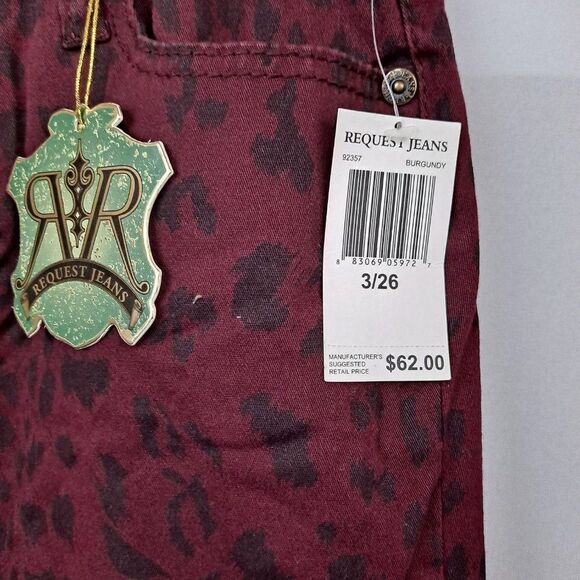 RR
REQUEST JEANS
JEANS
REQUEST JEANS
92357 BURGUNDY
8 83069 05972 7
3/26
MANUFACTURER'S
SUGGESTED
RETAIL PRICE $62.00